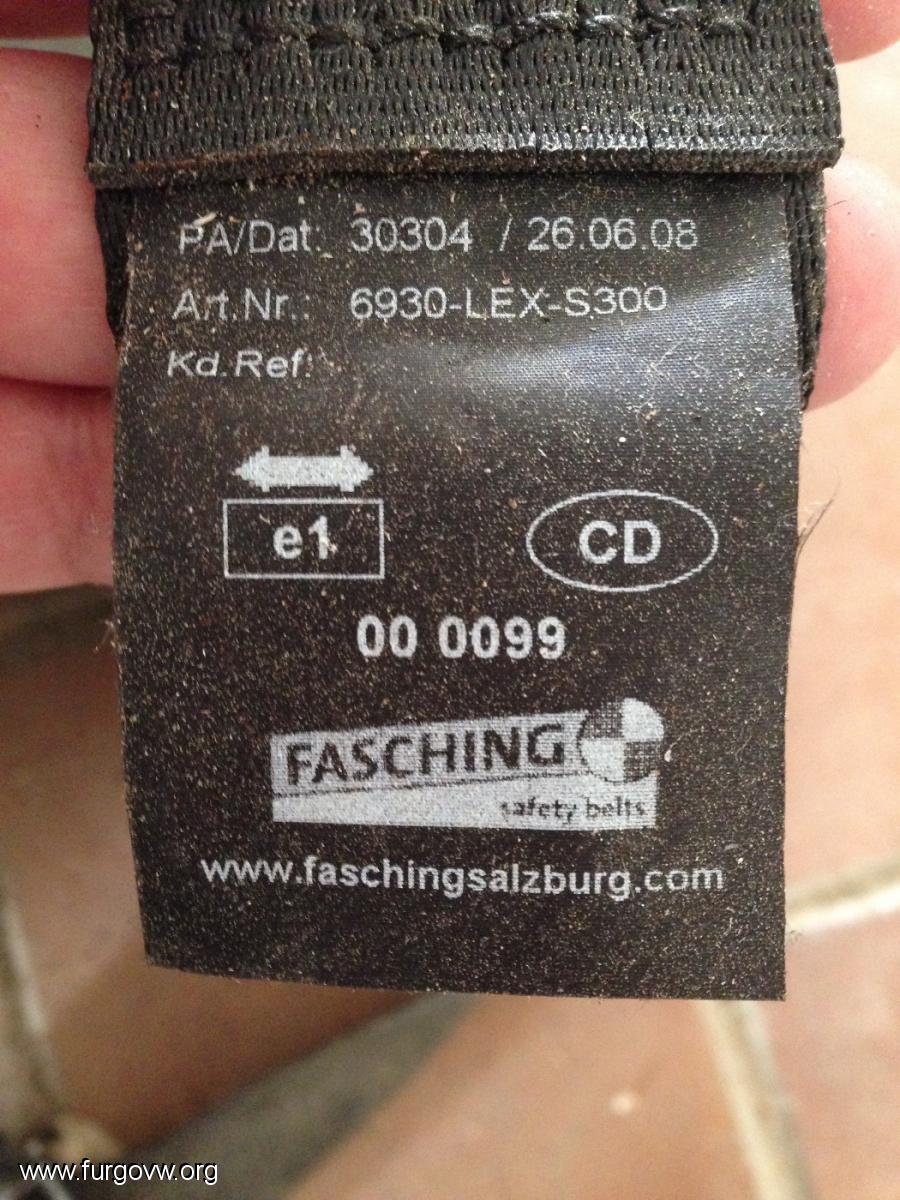 PA/Dat: 30304 / 26.06.08
Art.Nr.: 6930-LEX-S300
Kd.Ref:
e1 CD
00 0099
FASCHING
safety belts
www.faschingsalzburg.com
www.furgovw.org